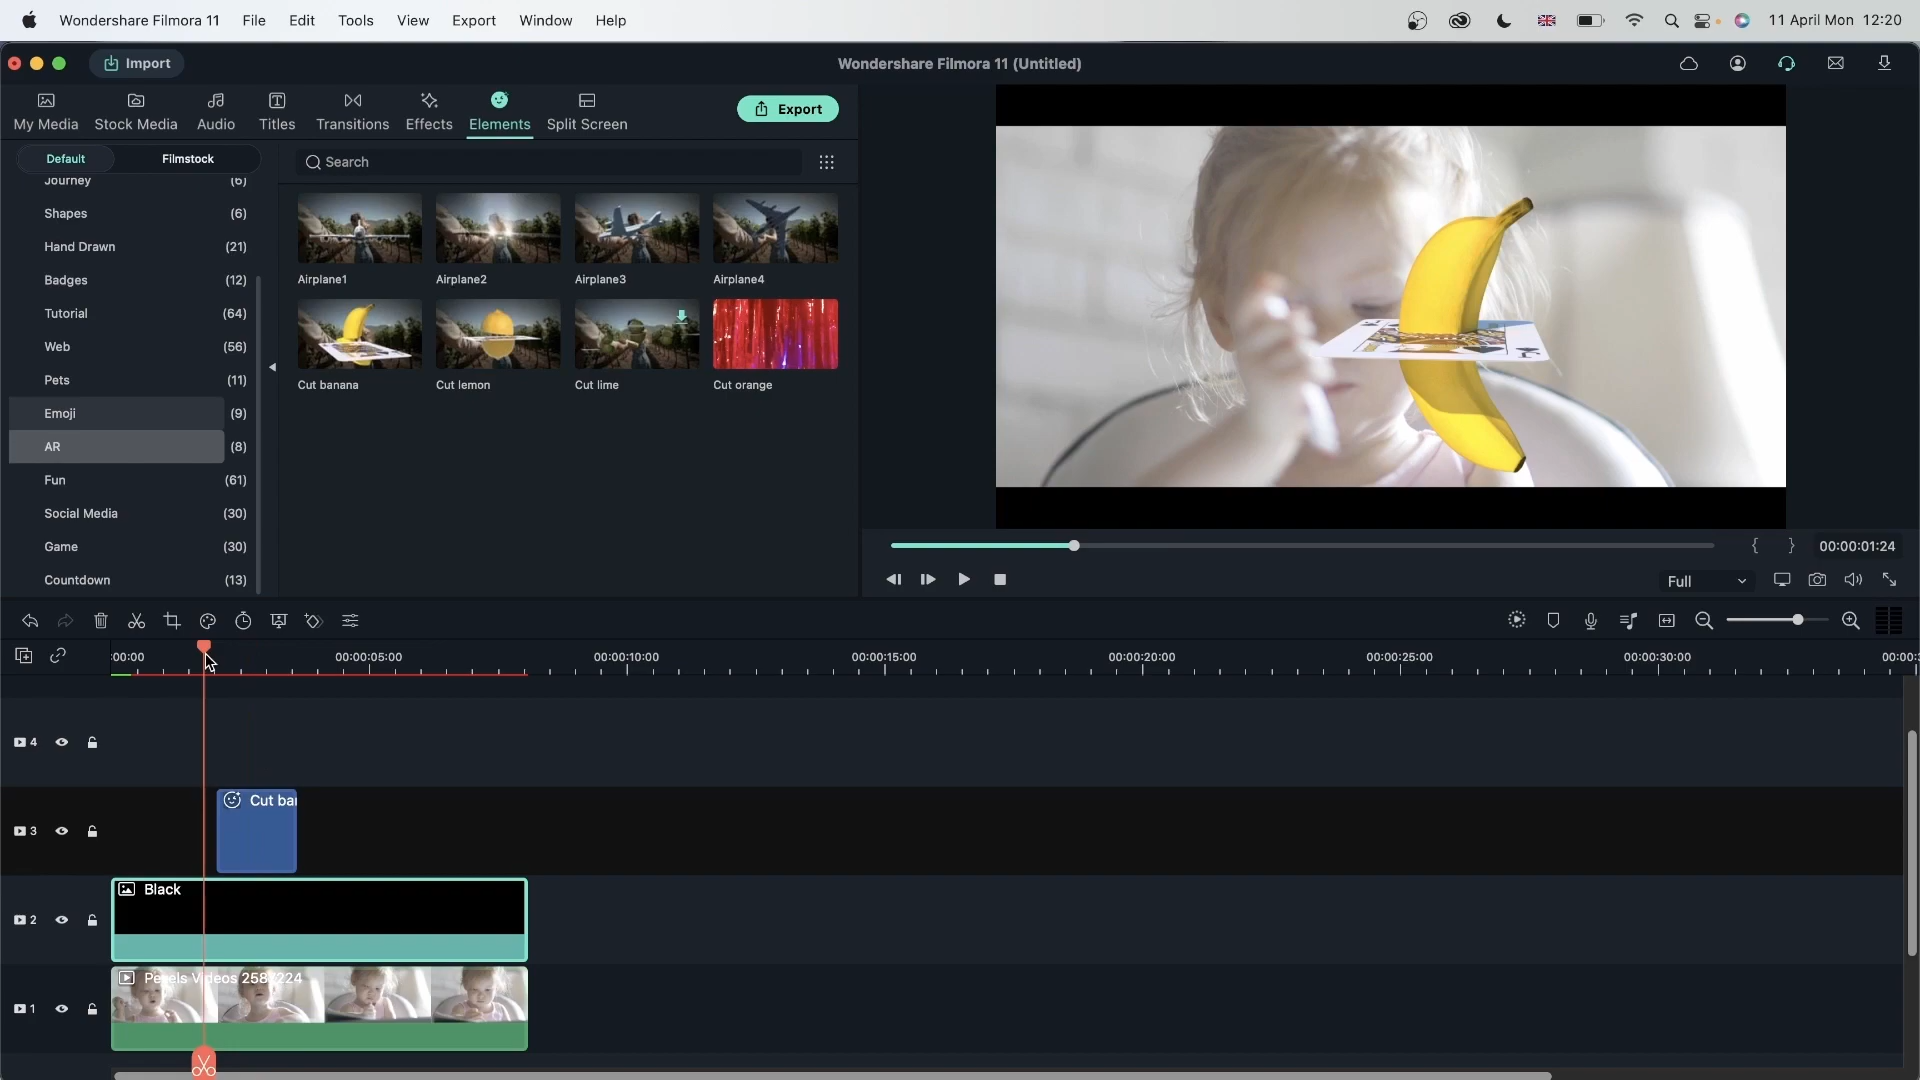 Wondershare Filmora 11 File Edit Tools View Export Window Help 11 April Mon 12:20
Import Wondershare Filmora 11 (Untitled)
My Media Stock Media Audio Titles Transitions Effects Elements Split Screen Export
Default Filmstock Search
Journey (6)
Shapes (6)
Hand Drawn (21)
Badges (12)
Tutorial (64)
Web (56)
Pets (11)
Emoji (9)
AR (8)
Fun (61)
Social Media (30)
Game (30)
Countdown (13)
Airplane1 Airplane2 Airplane3 Airplane4
Cut banana Cut lemon Cut lime Cut orange
{ } 00:00:01:24
Full
:00:00 00:00:05:00 00:00:10:00 00:00:15:00 00:00:20:00 00:00:25:00 00:00:30:00 00:00:
4
3 Cut ba
2 Black
1